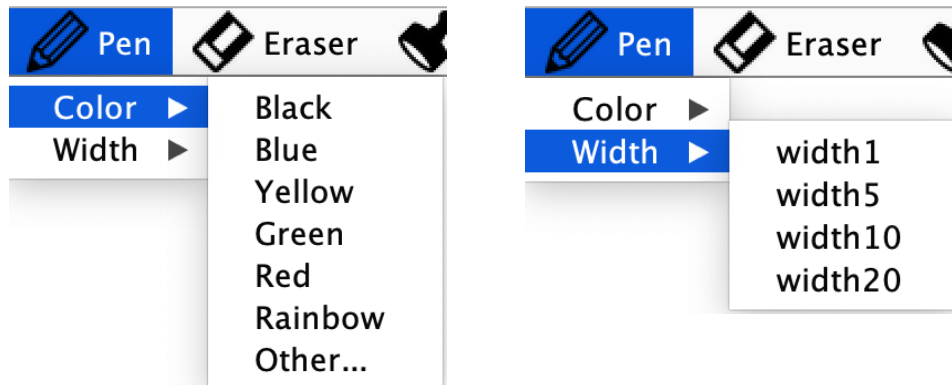 Pen Eraser
Color
Width
Black
Blue
Yellow
Green
Red
Rainbow
Other...
Pen Eraser
Color
Width
width1
width5
width10
width20